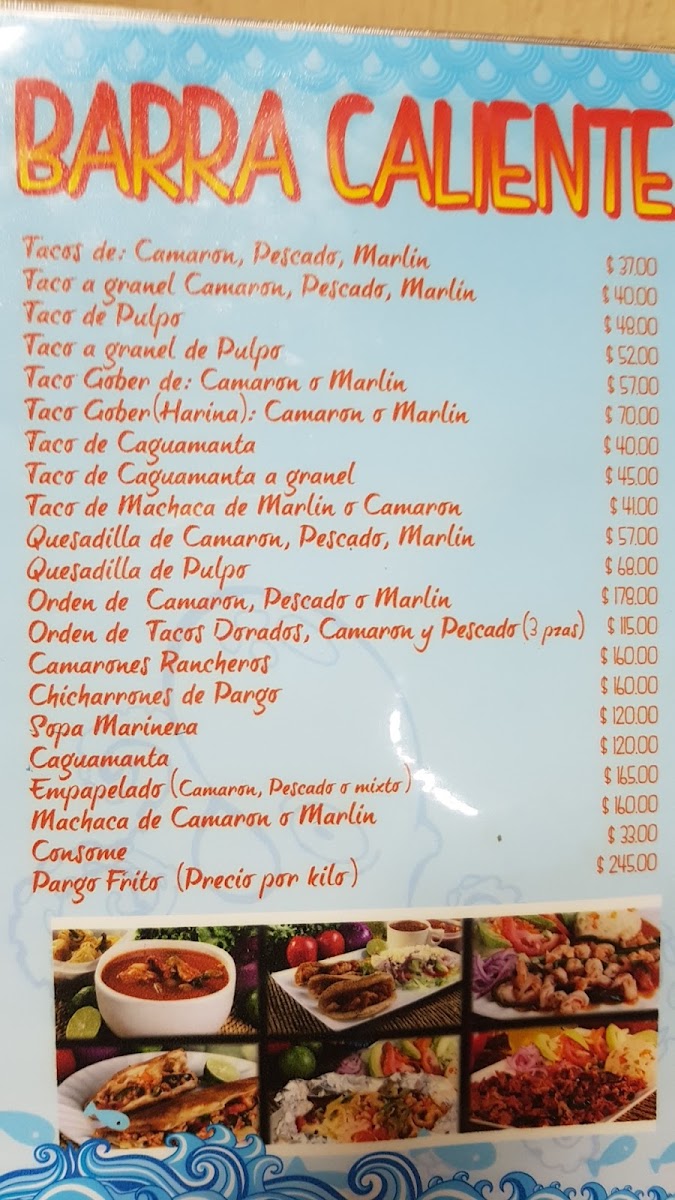 BARRA CALIENTE
Tacos de: Camaron, Pescado, Marlin $ 37.00
Taco a granel Camaron, Pescado, Marlin $ 40.00
Taco de Pulpo $ 48.00
Taco a granel de Pulpo $ 52.00
Taco Gober de: Camaron o Marlin $ 57.00
Taco Gober(Harina): Camaron o Marlin $ 70.00
Taco de Caguamanta $ 40.00
Taco de Caguamanta a granel $ 45.00
Taco de Machaca de Marlin o Camaron $ 41.00
Quesadilla de Camaron, Pescado, Marlin $ 57.00
Quesadilla de Pulpo $ 68.00
Orden de Camaron, Pescado o Marlin $ 178.00
Orden de Tacos Dorados, Camaron y Pescado (3 pzas) $ 115.00
Camarones Rancheros $ 160.00
Chicharrones de Pargo $ 160.00
Sopa Marinera $ 120.00
Caguamanta $ 120.00
Empapelado (Camaron, Pescado o mixto) $ 165.00
Machaca de Camaron o Marlin $ 160.00
Consome $ 33.00
Pargo Frito (Precio por kilo) $ 245.00